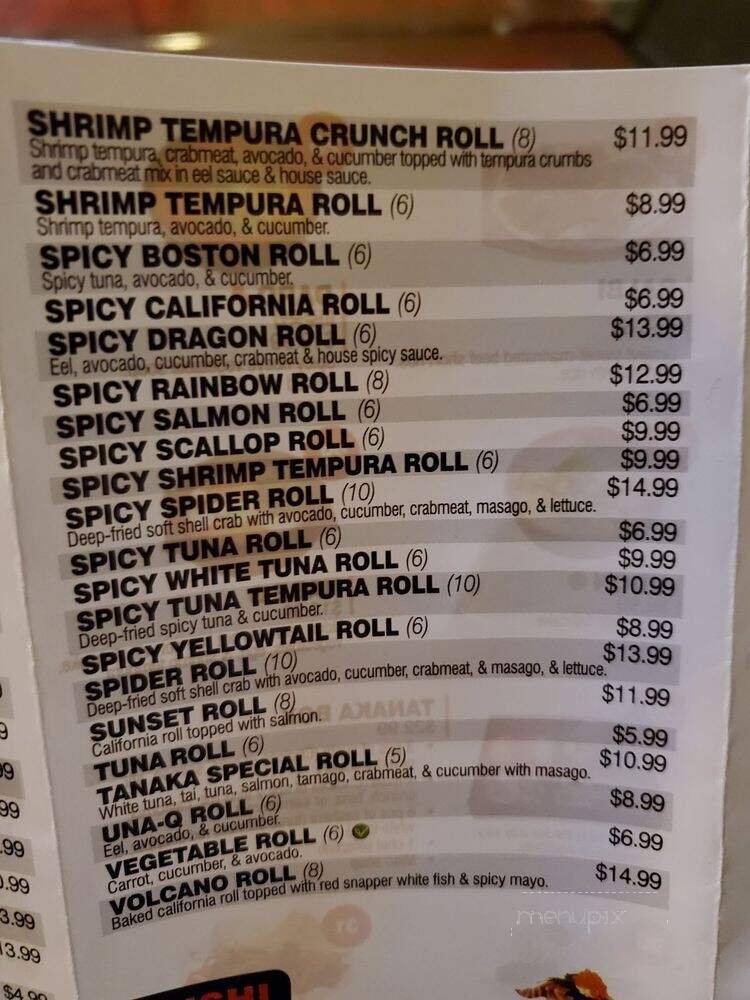 SHRIMP TEMPURA CRUNCH ROLL (8) $11.99
Shrimp tempura, crabmeat, avocado, & cucumber topped with tempura crumbs
and crabmeat mix in eel sauce & house sauce.
SHRIMP TEMPURA ROLL (6) $8.99
Shrimp tempura, avocado, & cucumber.
SPICY BOSTON ROLL (6) $6.99
Spicy tuna, avocado, & cucumber.
SPICY CALIFORNIA ROLL (6) $6.99
SPICY DRAGON ROLL (6) $13.99
Eel, avocado, cucumber, crabmeat & house spicy sauce.
SPICY RAINBOW ROLL (8) $12.99
SPICY SALMON ROLL (6) $6.99
SPICY SCALLOP ROLL (6) $9.99
SPICY SHRIMP TEMPURA ROLL (6) $9.99
SPICY SPIDER ROLL (10) $14.99
Deep-fried soft shell crab with avocado, cucumber, crabmeat, masago, & lettuce.
SPICY TUNA ROLL (6) $6.99
SPICY WHITE TUNA ROLL (6) $9.99
SPICY TUNA TEMPURA ROLL (10) $10.99
Deep-fried spicy tuna & cucumber.
SPICY YELLOWTAIL ROLL (6) $8.99
SPIDER ROLL (10) $13.99
Deep-fried soft shell crab with avocado, cucumber, crabmeat, & masago, & lettuce.
SUNSET ROLL (8) $11.99
California roll topped with salmon.
TUNA ROLL (6) $5.99
TANAKA SPECIAL ROLL (5) $10.99
White tuna, tai, tuna, salmon, tamago, crabmeat, & cucumber with masago.
UNA-Q ROLL (6) $8.99
Eel, avocado, & cucumber.
VEGETABLE ROLL (6) $6.99
Carrot, cucumber, & avocado.
VOLCANO ROLL (8) $14.99
Baked california roll topped with red snapper white fish & spicy mayo.
menupix